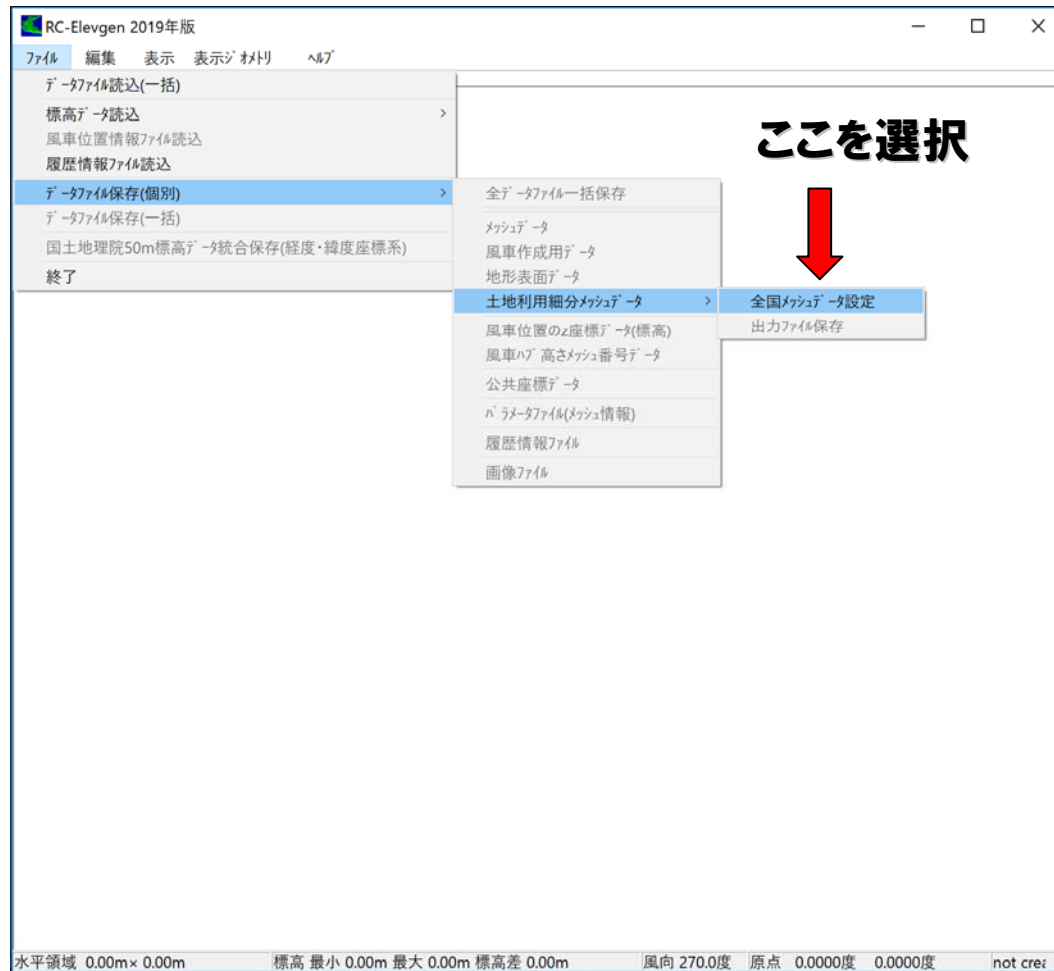 RC-Elevgen 2019年版
ﾌｧｲﾙ 編集 表示 表示ｼﾞｵﾒﾄﾘ ﾍﾙﾌﾟ
ﾃﾞｰﾀﾌｧｲﾙ読込(一括)
標高ﾃﾞｰﾀ読込 >
風車位置情報ﾌｧｲﾙ読込
履歴情報ﾌｧｲﾙ読込
ﾃﾞｰﾀﾌｧｲﾙ保存(個別) >
ﾃﾞｰﾀﾌｧｲﾙ保存(一括)
国土地理院50m標高ﾃﾞｰﾀ統合保存(経度･緯度座標系)
終了
全ﾃﾞｰﾀﾌｧｲﾙ一括保存
ﾒｯｼｭﾃﾞｰﾀ
風車作成用ﾃﾞｰﾀ
地形表面ﾃﾞｰﾀ
土地利用細分ﾒｯｼｭﾃﾞｰﾀ >
風車位置のz座標ﾃﾞｰﾀ(標高)
風車ﾊﾌﾞ高さﾒｯｼｭ番号ﾃﾞｰﾀ
公共座標ﾃﾞｰﾀ
ﾊﾟﾗﾒｰﾀﾌｧｲﾙ(ﾒｯｼｭ情報)
履歴情報ﾌｧｲﾙ
画像ﾌｧｲﾙ
ここを選択
全国ﾒｯｼｭﾃﾞｰﾀ設定
出力ﾌｧｲﾙ保存
水平領域 0.00m× 0.00m 標高 最小 0.00m 最大 0.00m 標高差 0.00m 風向 270.0度 原点 0.0000度 0.0000度 not crea